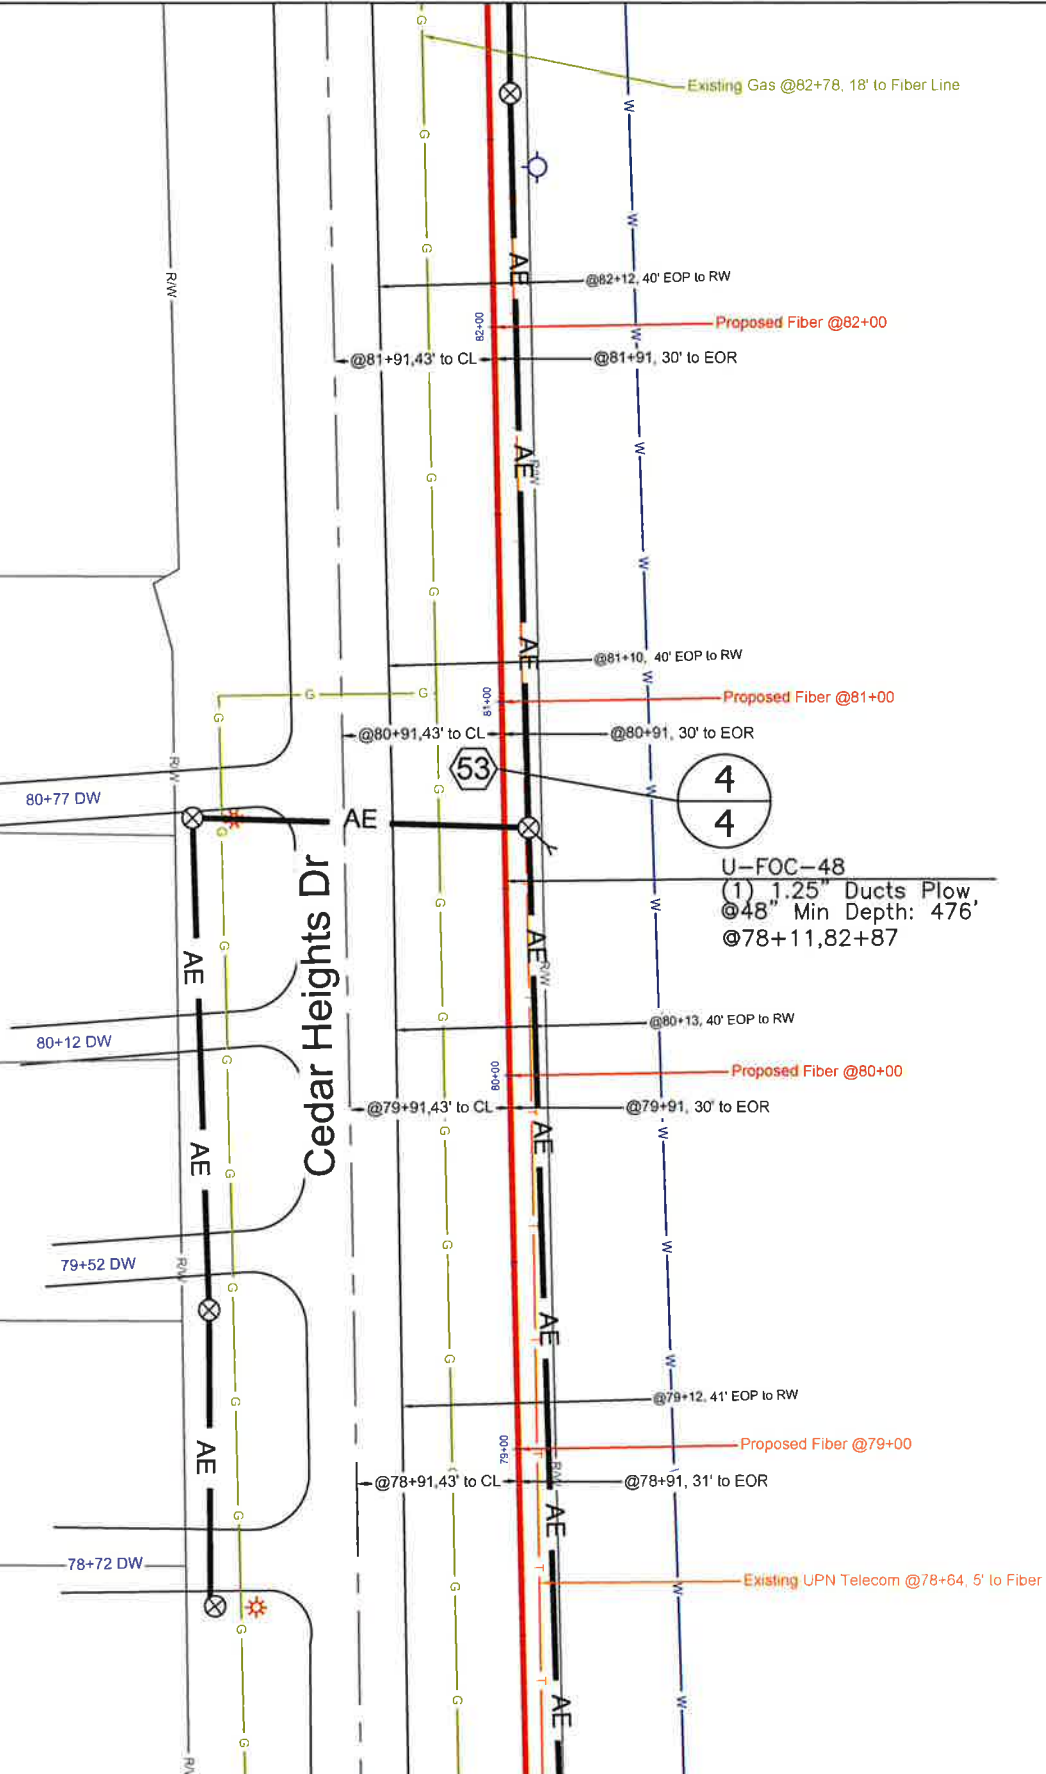 G
Existing Gas @82+78, 18' to Fiber Line
W
G
W
G
AE
R/W
@82+12, 40' EOP to RW
82+00
Proposed Fiber @82+00
W
@81+91,43' to CL
@81+91, 30' to EOR
W
AE
R/W
G
W
G
AE
@81+10, 40' EOP to RW
W
G
G
G
81+00
Proposed Fiber @81+00
@80+91,43' to CL
@80+91, 30' to EOR
R/W
53
4
4
G
W
80+77 DW
AE
G
U-FOC-48
(1) 1.25" Ducts Plow
@48" Min Depth: 476'
@78+11,82+87
G
W
Cedar Heights Dr
AE
G
AE
R/W
G
W
@80+13, 40' EOP to RW
80+12 DW
G
80+00
Proposed Fiber @80+00
@79+91,43' to CL
@79+91, 30' to EOR
G
W
AE
AE
G
T
G
W
79+52 DW
R/W
G
AE
G
W
@79+12, 41' EOP to RW
G
AE
79+00
Proposed Fiber @79+00
T
R/W
@78+91,43' to CL
@78+91, 31' to EOR
G
AE
78+72 DW
T
G
W
Existing UPN Telecom @78+64, 5' to Fiber
G
T
G
W
AE
G